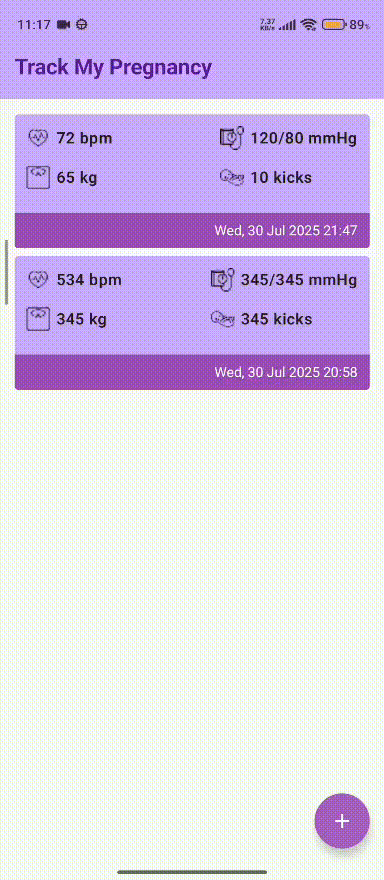 11:17 7.37 KB/s 89%
Track My Pregnancy
72 bpm 120/80 mmHg
65 kg 10 kicks
Wed, 30 Jul 2025 21:47
534 bpm 345/345 mmHg
345 kg 345 kicks
Wed, 30 Jul 2025 20:58
+